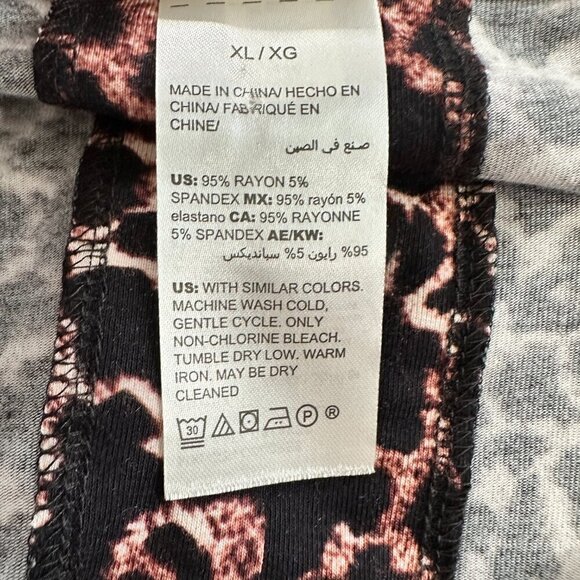 XL / XG
MADE IN CHINA/ HECHO EN
CHINA/ FABRIQUÉ EN
CHINE/
صنع في الصين
US: 95% RAYON 5%
SPANDEX MX: 95% rayón 5%
elastano CA: 95% RAYONNE
5% SPANDEX AE/KW:
95% رايون 5% سبانديكس
US: WITH SIMILAR COLORS.
MACHINE WASH COLD,
GENTLE CYCLE. ONLY
NON-CHLORINE BLEACH.
TUMBLE DRY LOW. WARM
IRON. MAY BE DRY
CLEANED
30 P ®